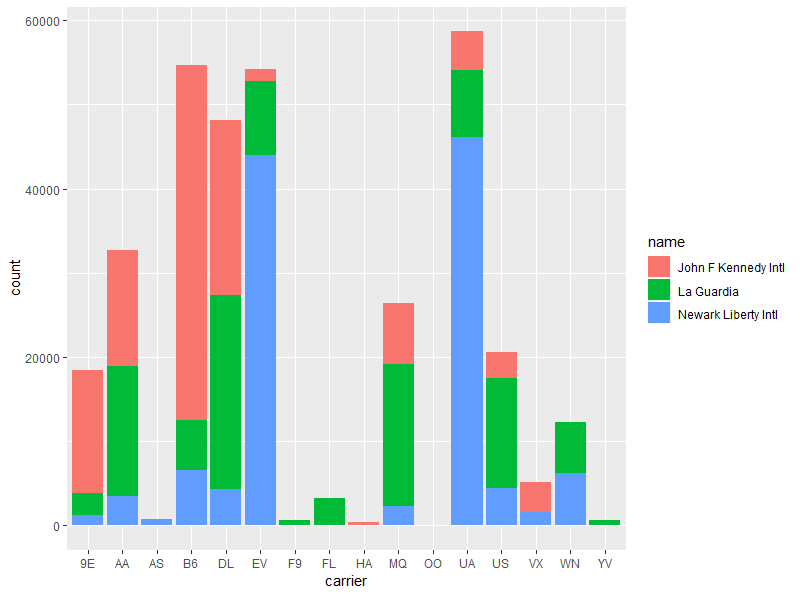 60000
40000
20000
0
count
9E AA AS B6 DL EV F9 FL HA MQ OO UA US VX WN YV
carrier
name
John F Kennedy Intl
La Guardia
Newark Liberty Intl